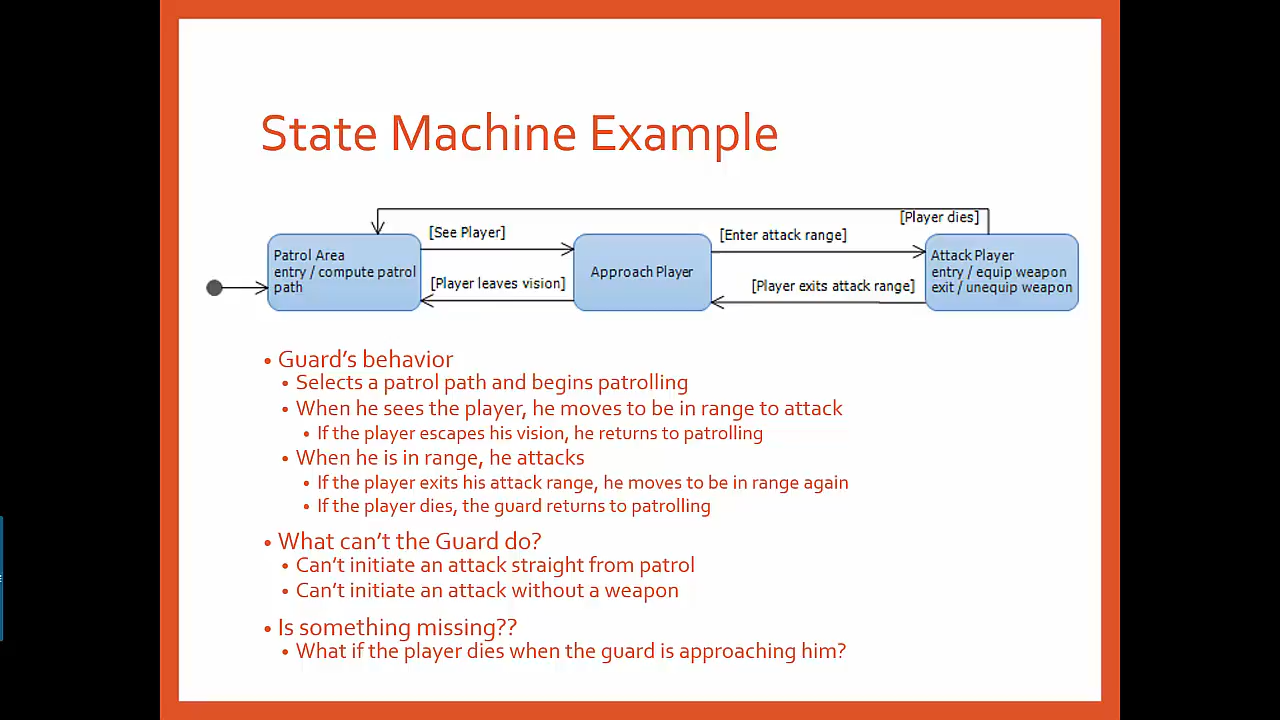 State Machine Example
[Player dies]
[See Player]
[Enter attack range]
Patrol Area
entry / compute patrol
path
Approach Player
Attack Player
entry / equip weapon
exit / unequip weapon
[Player leaves vision]
[Player exits attack range]
• Guard's behavior
• Selects a patrol path and begins patrolling
• When he sees the player, he moves to be in range to attack
• If the player escapes his vision, he returns to patrolling
• When he is in range, he attacks
• If the player exits his attack range, he moves to be in range again
• If the player dies, the guard returns to patrolling
• What can't the Guard do?
• Can't initiate an attack straight from patrol
• Can't initiate an attack without a weapon
• Is something missing??
• What if the player dies when the guard is approaching him?